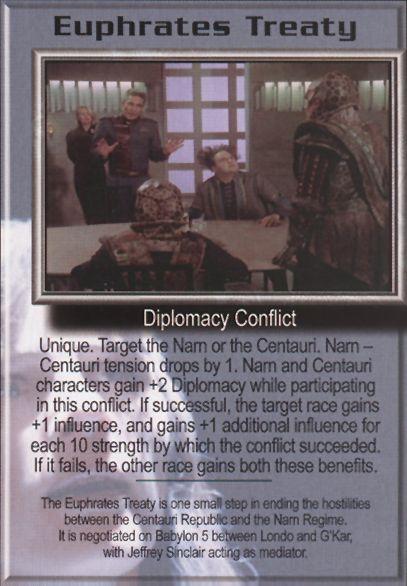 Euphrates Treaty
Diplomacy Conflict
Unique. Target the Narn or the Centauri. Narn –
Centauri tension drops by 1. Narn and Centauri
characters gain +2 Diplomacy while participating
in this conflict. If successful, the target race gains
+1 influence, and gains +1 additional influence for
each 10 strength by which the conflict succeeded.
If it fails, the other race gains both these benefits.
The Euphrates Treaty is one small step in ending the hostilities
between the Centauri Republic and the Narn Regime.
It is negotiated on Babylon 5 between Londo and G'Kar,
with Jeffrey Sinclair acting as mediator.